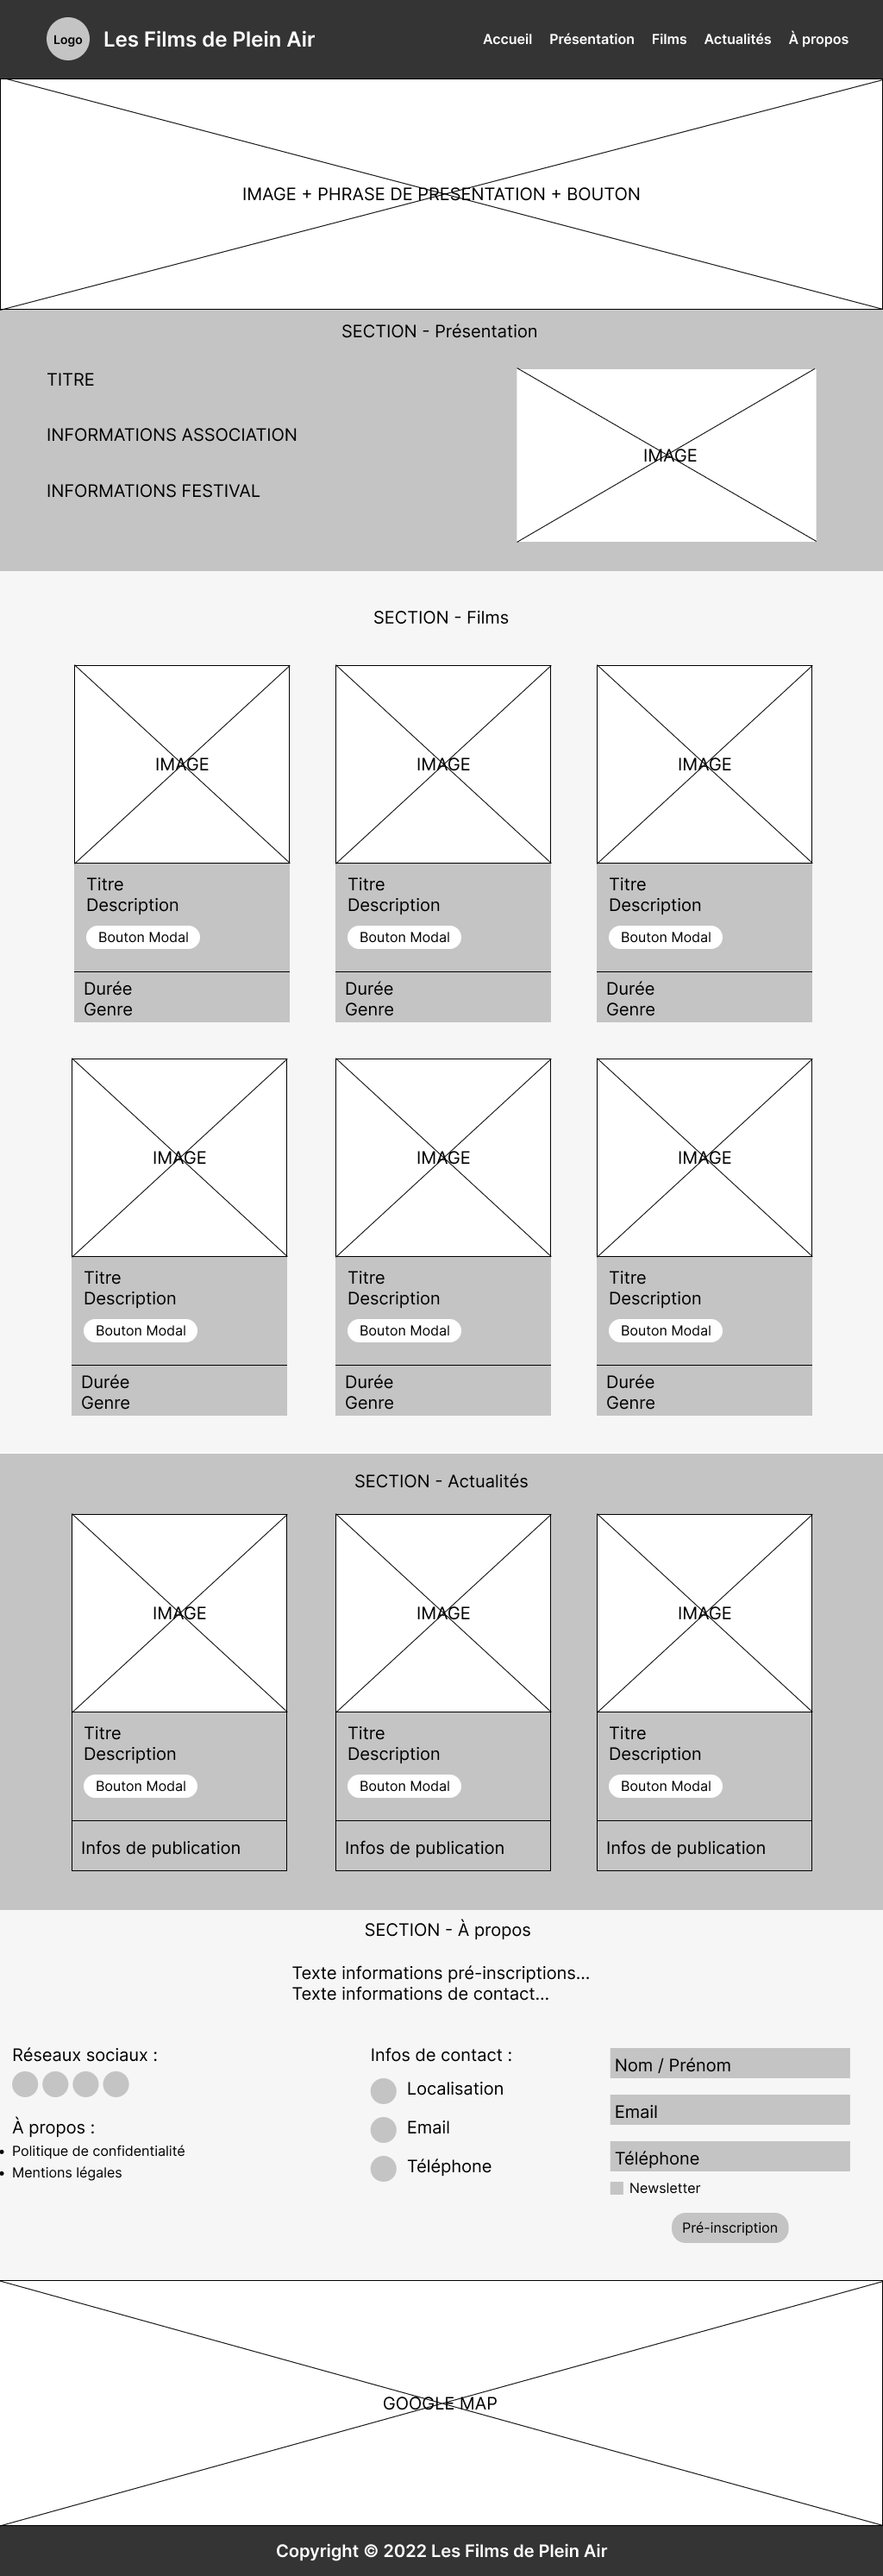 Logo
Les Films de Plein Air
Accueil Présentation Films Actualités À propos
IMAGE + PHRASE DE PRESENTATION + BOUTON
SECTION - Présentation
TITRE
INFORMATIONS ASSOCIATION
INFORMATIONS FESTIVAL
IMAGE
SECTION - Films
IMAGE
Titre
Description
Bouton Modal
Durée
Genre
IMAGE
Titre
Description
Bouton Modal
Durée
Genre
IMAGE
Titre
Description
Bouton Modal
Durée
Genre
IMAGE
Titre
Description
Bouton Modal
Durée
Genre
IMAGE
Titre
Description
Bouton Modal
Durée
Genre
IMAGE
Titre
Description
Bouton Modal
Durée
Genre
SECTION - Actualités
IMAGE
Titre
Description
Bouton Modal
Infos de publication
IMAGE
Titre
Description
Bouton Modal
Infos de publication
IMAGE
Titre
Description
Bouton Modal
Infos de publication
SECTION - À propos
Texte informations pré-inscriptions...
Texte informations de contact...
Réseaux sociaux :
À propos :
• Politique de confidentialité
• Mentions légales
Infos de contact :
Localisation
Email
Téléphone
Nom / Prénom
Email
Téléphone
Newsletter
Pré-inscription
GOOGLE MAP
Copyright © 2022 Les Films de Plein Air